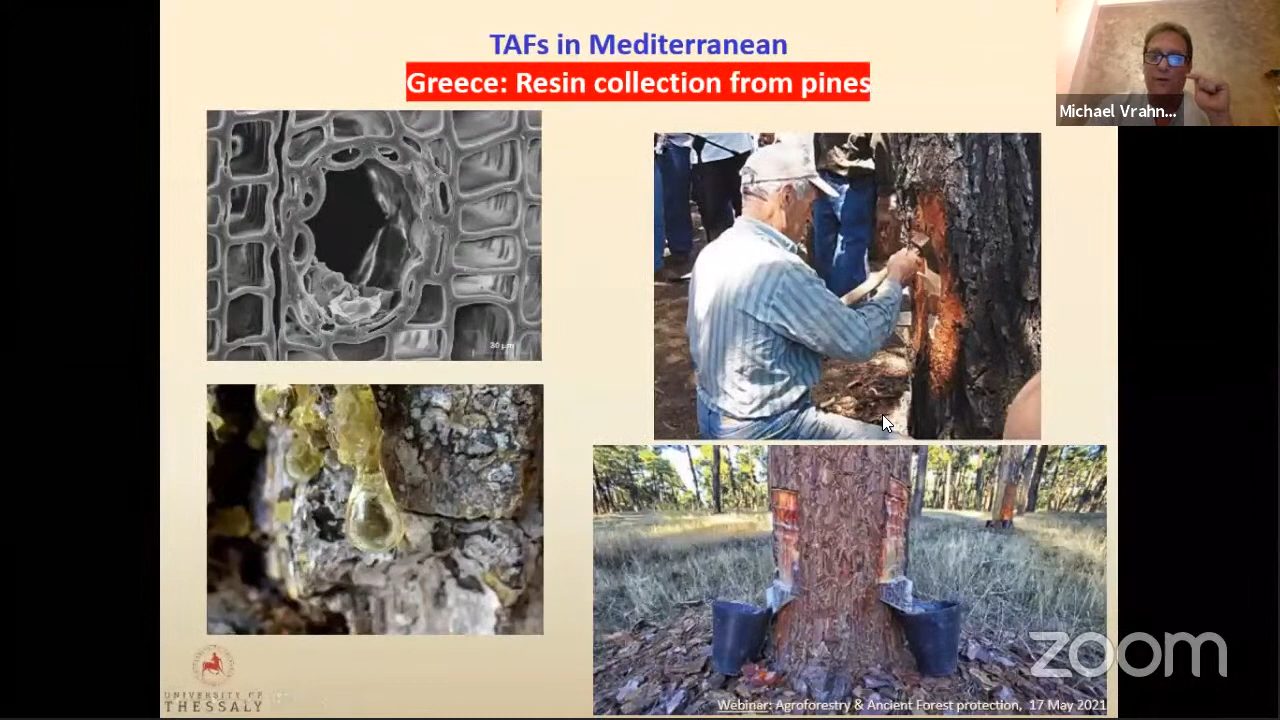 TAFs in Mediterranean
Greece: Resin collection from pines
Michael Vrahn...
30 µm
zoom
UNIVERSITY OF
THESSALY
Webinar: Agroforestry & Ancient Forest protection, 17 May 2021